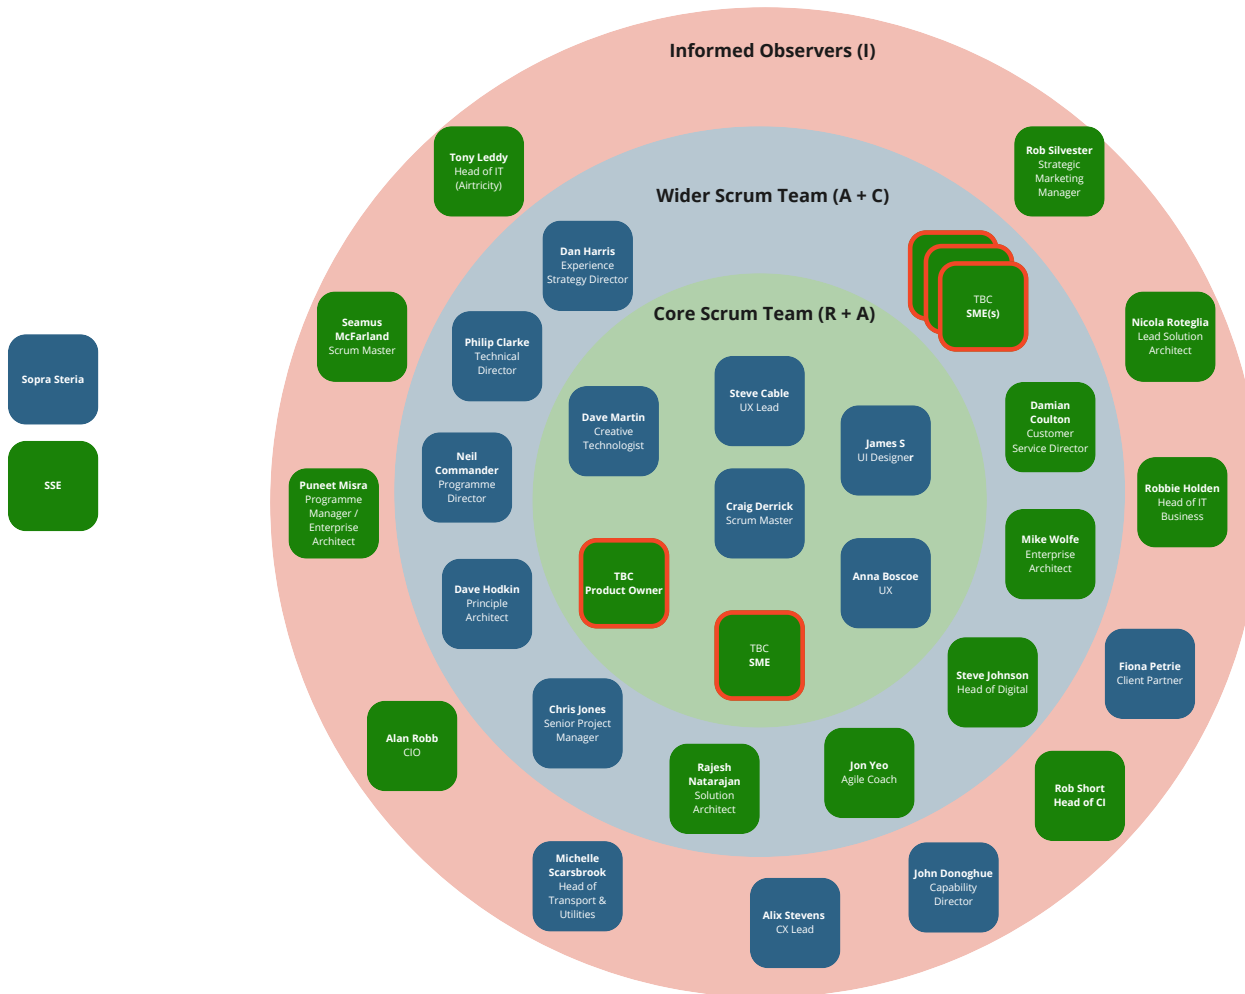 Informed Observers (I)
Tony Leddy
Head of IT
(Airtricity)
Rob Silvester
Strategic
Marketing
Manager
Wider Scrum Team (A + C)
Dan Harris
Experience
Strategy Director
TBC
SME(s)
Seamus
McFarland
Scrum Master
Philip Clarke
Technical
Director
Core Scrum Team (R + A)
Nicola Roteglia
Lead Solution
Architect
Sopra Steria
Steve Cable
UX Lead
Dave Martin
Creative
Technologist
James S
UI Designer
Damian
Coulton
Customer
Service Director
SSE
Neil
Commander
Programme
Director
Puneet Misra
Programme
Manager /
Enterprise
Architect
Craig Derrick
Scrum Master
Robbie Holden
Head of IT
Business
Mike Wolfe
Enterprise
Architect
Dave Hodkin
Principle
Architect
TBC
Product Owner
Anna Boscoe
UX
TBC
SME
Steve Johnson
Head of Digital
Fiona Petrie
Client Partner
Chris Jones
Senior Project
Manager
Alan Robb
CIO
Rajesh
Natarajan
Solution
Architect
Jon Yeo
Agile Coach
Rob Short
Head of CI
Michelle
Scarsbrook
Head of
Transport &
Utilities
Alix Stevens
CX Lead
John Donoghue
Capability
Director